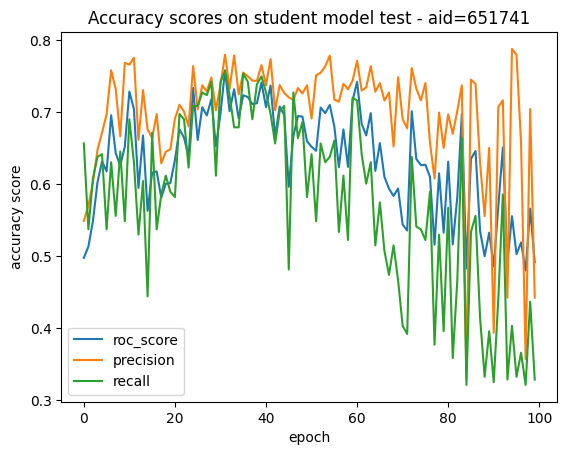 Accuracy scores on student model test - aid=651741
accuracy score
0.8
0.7
0.6
0.5
0.4
0.3
roc_score
precision
recall
0
20
40
60
80
100
epoch